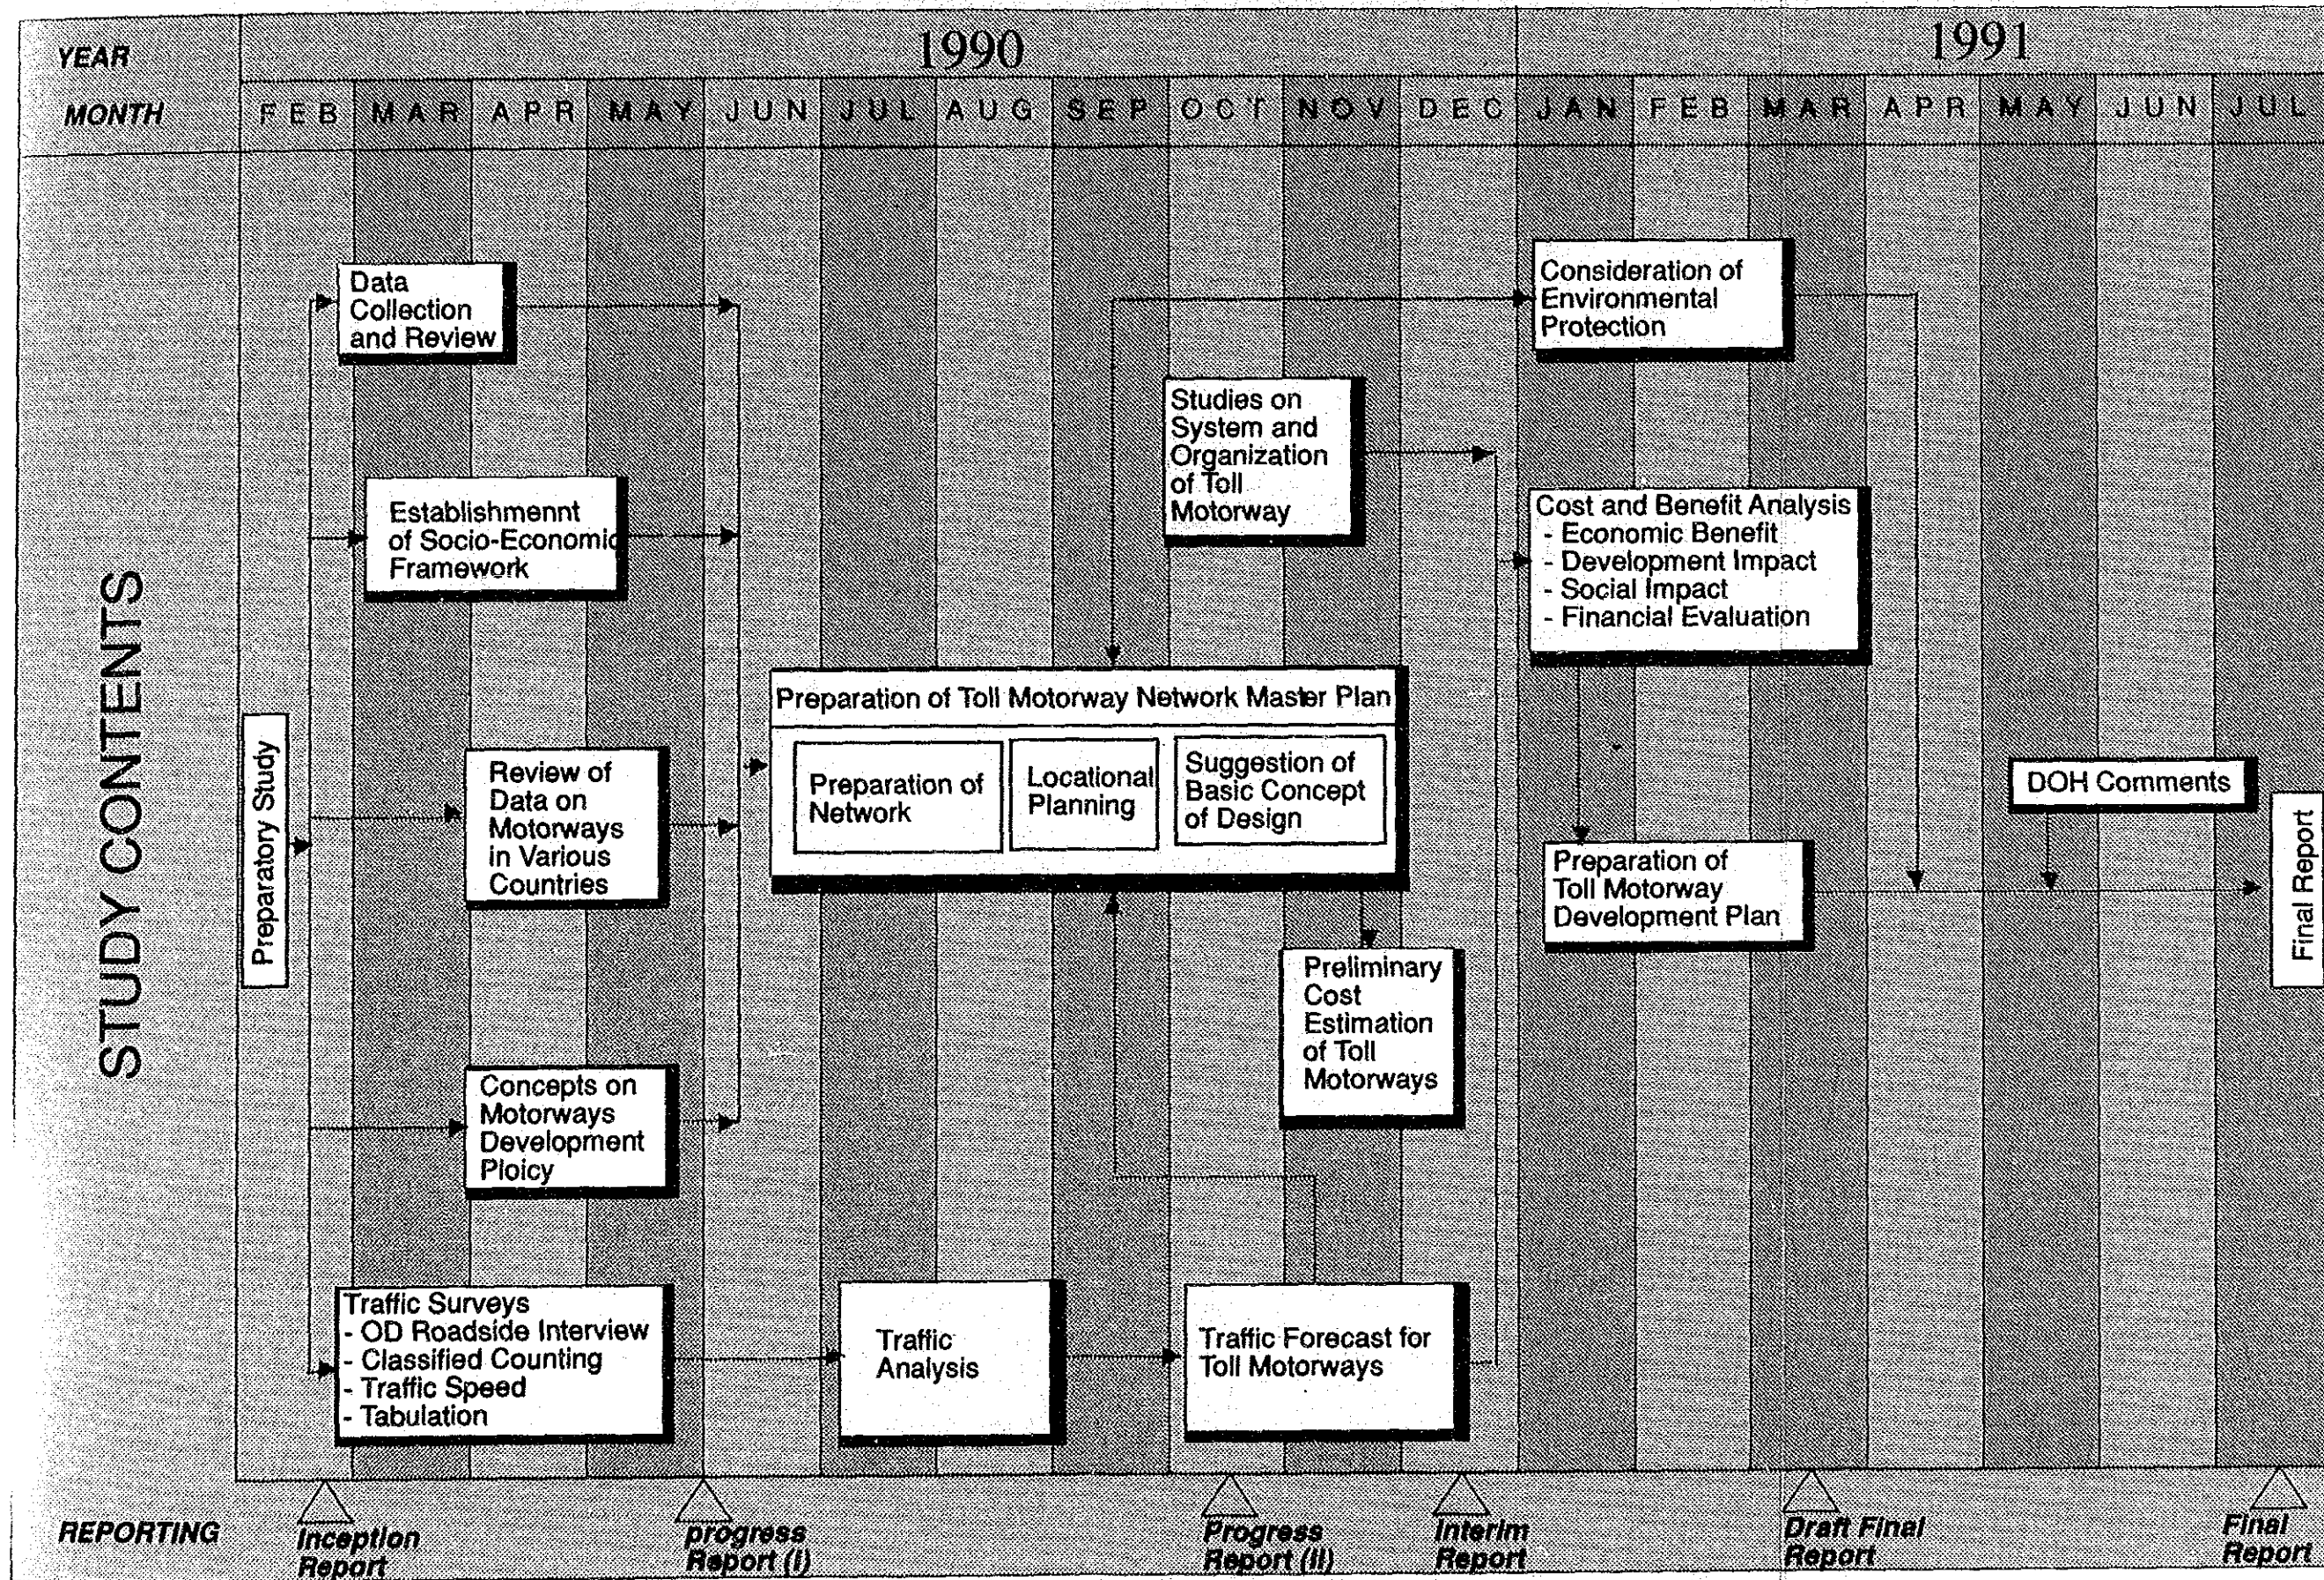 YEAR
1990
1991
MONTH
FEB MAR APR MAY JUN JUL AUG SEP OCT NOV DEC JAN FEB MAR APR MAY JUN JUL
STUDY CONTENTS
Preparatory Study
Data
Collection
and Review
Establishmennt
of Socio-Economic
Framework
Review of
Data on
Motorways
in Various
Countries
Concepts on
Motorways
Development
Ploicy
Traffic Surveys
- OD Roadside Interview
- Classified Counting
- Traffic Speed
- Tabulation
Preparation of Toll Motorway Network Master Plan
Preparation of
Network
Locational
Planning
Suggestion of
Basic Concept
of Design
Traffic
Analysis
Studies on
System and
Organization
of Toll
Motorway
Preliminary
Cost
Estimation
of Toll
Motorways
Traffic Forecast for
Toll Motorways
Consideration of
Environmental
Protection
Cost and Benefit Analysis
- Economic Benefit
- Development Impact
- Social Impact
- Financial Evaluation
Preparation of
Toll Motorway
Development Plan
DOH Comments
Final Report
REPORTING
Inception
Report
progress
Report (I)
Progress
Report (II)
Interim
Report
Draft Final
Report
Final
Report